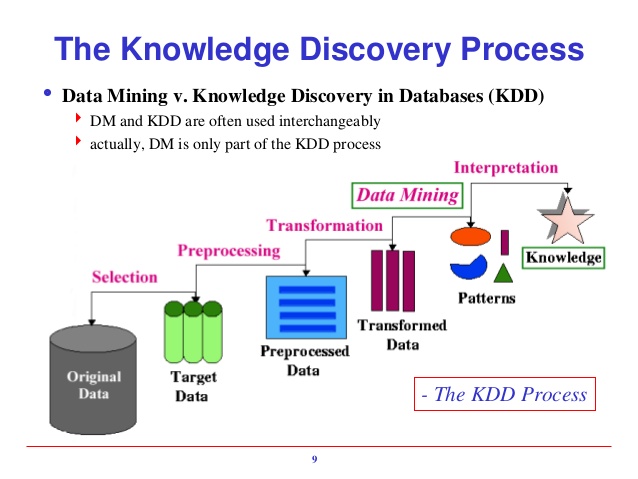 The Knowledge Discovery Process
• Data Mining v. Knowledge Discovery in Databases (KDD)
DM and KDD are often used interchangeably
actually, DM is only part of the KDD process
Interpretation
Data Mining
Transformation
Preprocessing
Selection
Knowledge
Patterns
Transformed
Data
Preprocessed
Data
Target
Data
Original
Data
- The KDD Process
9